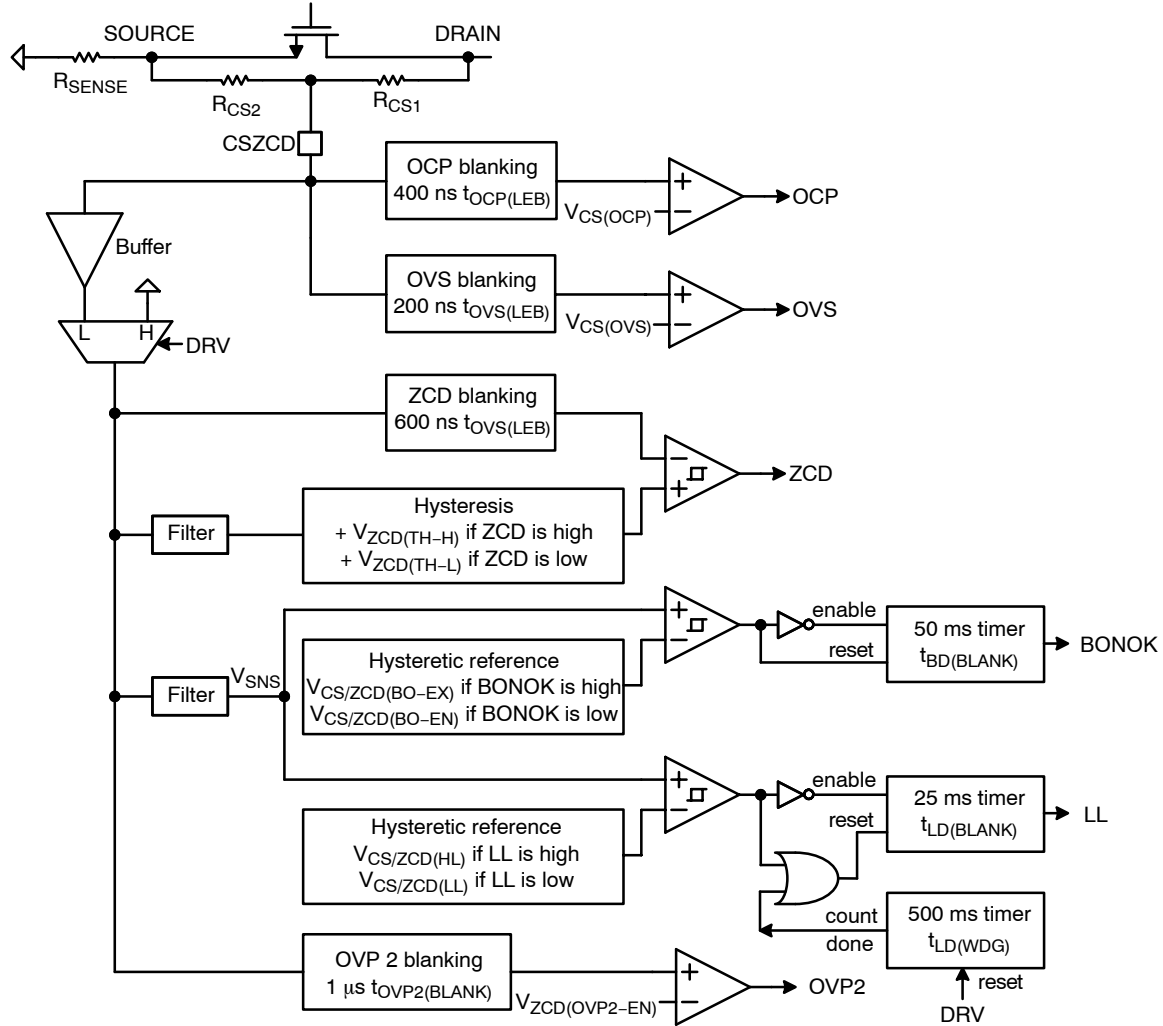 SOURCE
DRAIN
RSENSE
RCS2
RCS1
CSZCD
OCP blanking
400 ns tOCP(LEB)
+
−
VCS(OCP)
OCP
Buffer
OVS blanking
200 ns tOVS(LEB)
+
−
VCS(OVS)
OVS
L
H
DRV
ZCD blanking
600 ns tOVS(LEB)
−
+
ZCD
Filter
Hysteresis
+ VZCD(TH−H) if ZCD is high
+ VZCD(TH−L) if ZCD is low
+
−
enable
reset
50 ms timer
tBD(BLANK)
BONOK
Filter
VSNS
Hysteretic reference
VCS/ZCD(BO−EX) if BONOK is high
VCS/ZCD(BO−EN) if BONOK is low
+
−
enable
reset
25 ms timer
tLD(BLANK)
LL
Hysteretic reference
VCS/ZCD(HL) if LL is high
VCS/ZCD(LL) if LL is low
count
done
500 ms timer
tLD(WDG)
reset
DRV
OVP 2 blanking
1 μs tOVP2(BLANK)
+
−
VZCD(OVP2−EN)
OVP2